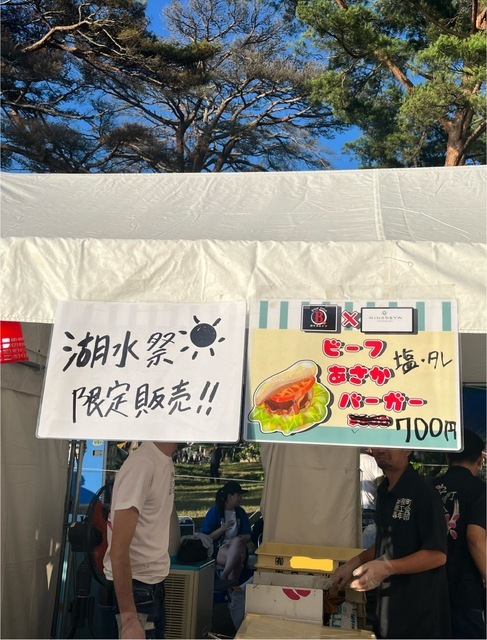 湖水祭
限定販売!!
×
ビーフ
あさか
バーガー
塩・タレ
700円